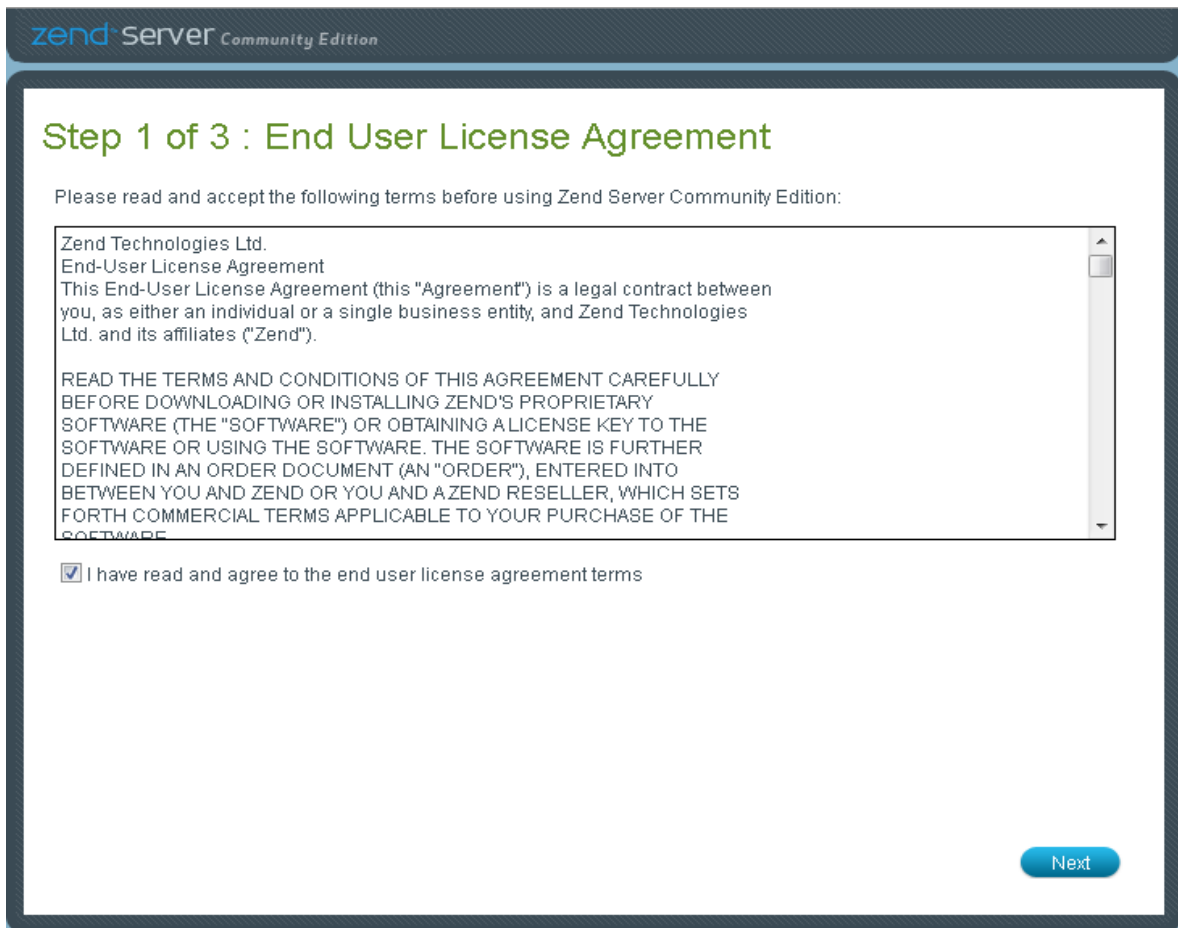 zend server Community Edition
Step 1 of 3 : End User License Agreement
Please read and accept the following terms before using Zend Server Community Edition:
Zend Technologies Ltd.
End-User License Agreement
This End-User License Agreement (this "Agreement") is a legal contract between
you, as either an individual or a single business entity, and Zend Technologies
Ltd. and its affiliates ("Zend").
READ THE TERMS AND CONDITIONS OF THIS AGREEMENT CAREFULLY
BEFORE DOWNLOADING OR INSTALLING ZEND'S PROPRIETARY
SOFTWARE (THE "SOFTWARE") OR OBTAINING A LICENSE KEY TO THE
SOFTWARE OR USING THE SOFTWARE. THE SOFTWARE IS FURTHER
DEFINED IN AN ORDER DOCUMENT (AN "ORDER"), ENTERED INTO
BETWEEN YOU AND ZEND OR YOU AND A ZEND RESELLER, WHICH SETS
FORTH COMMERCIAL TERMS APPLICABLE TO YOUR PURCHASE OF THE
SOFTWARE
I have read and agree to the end user license agreement terms
Next